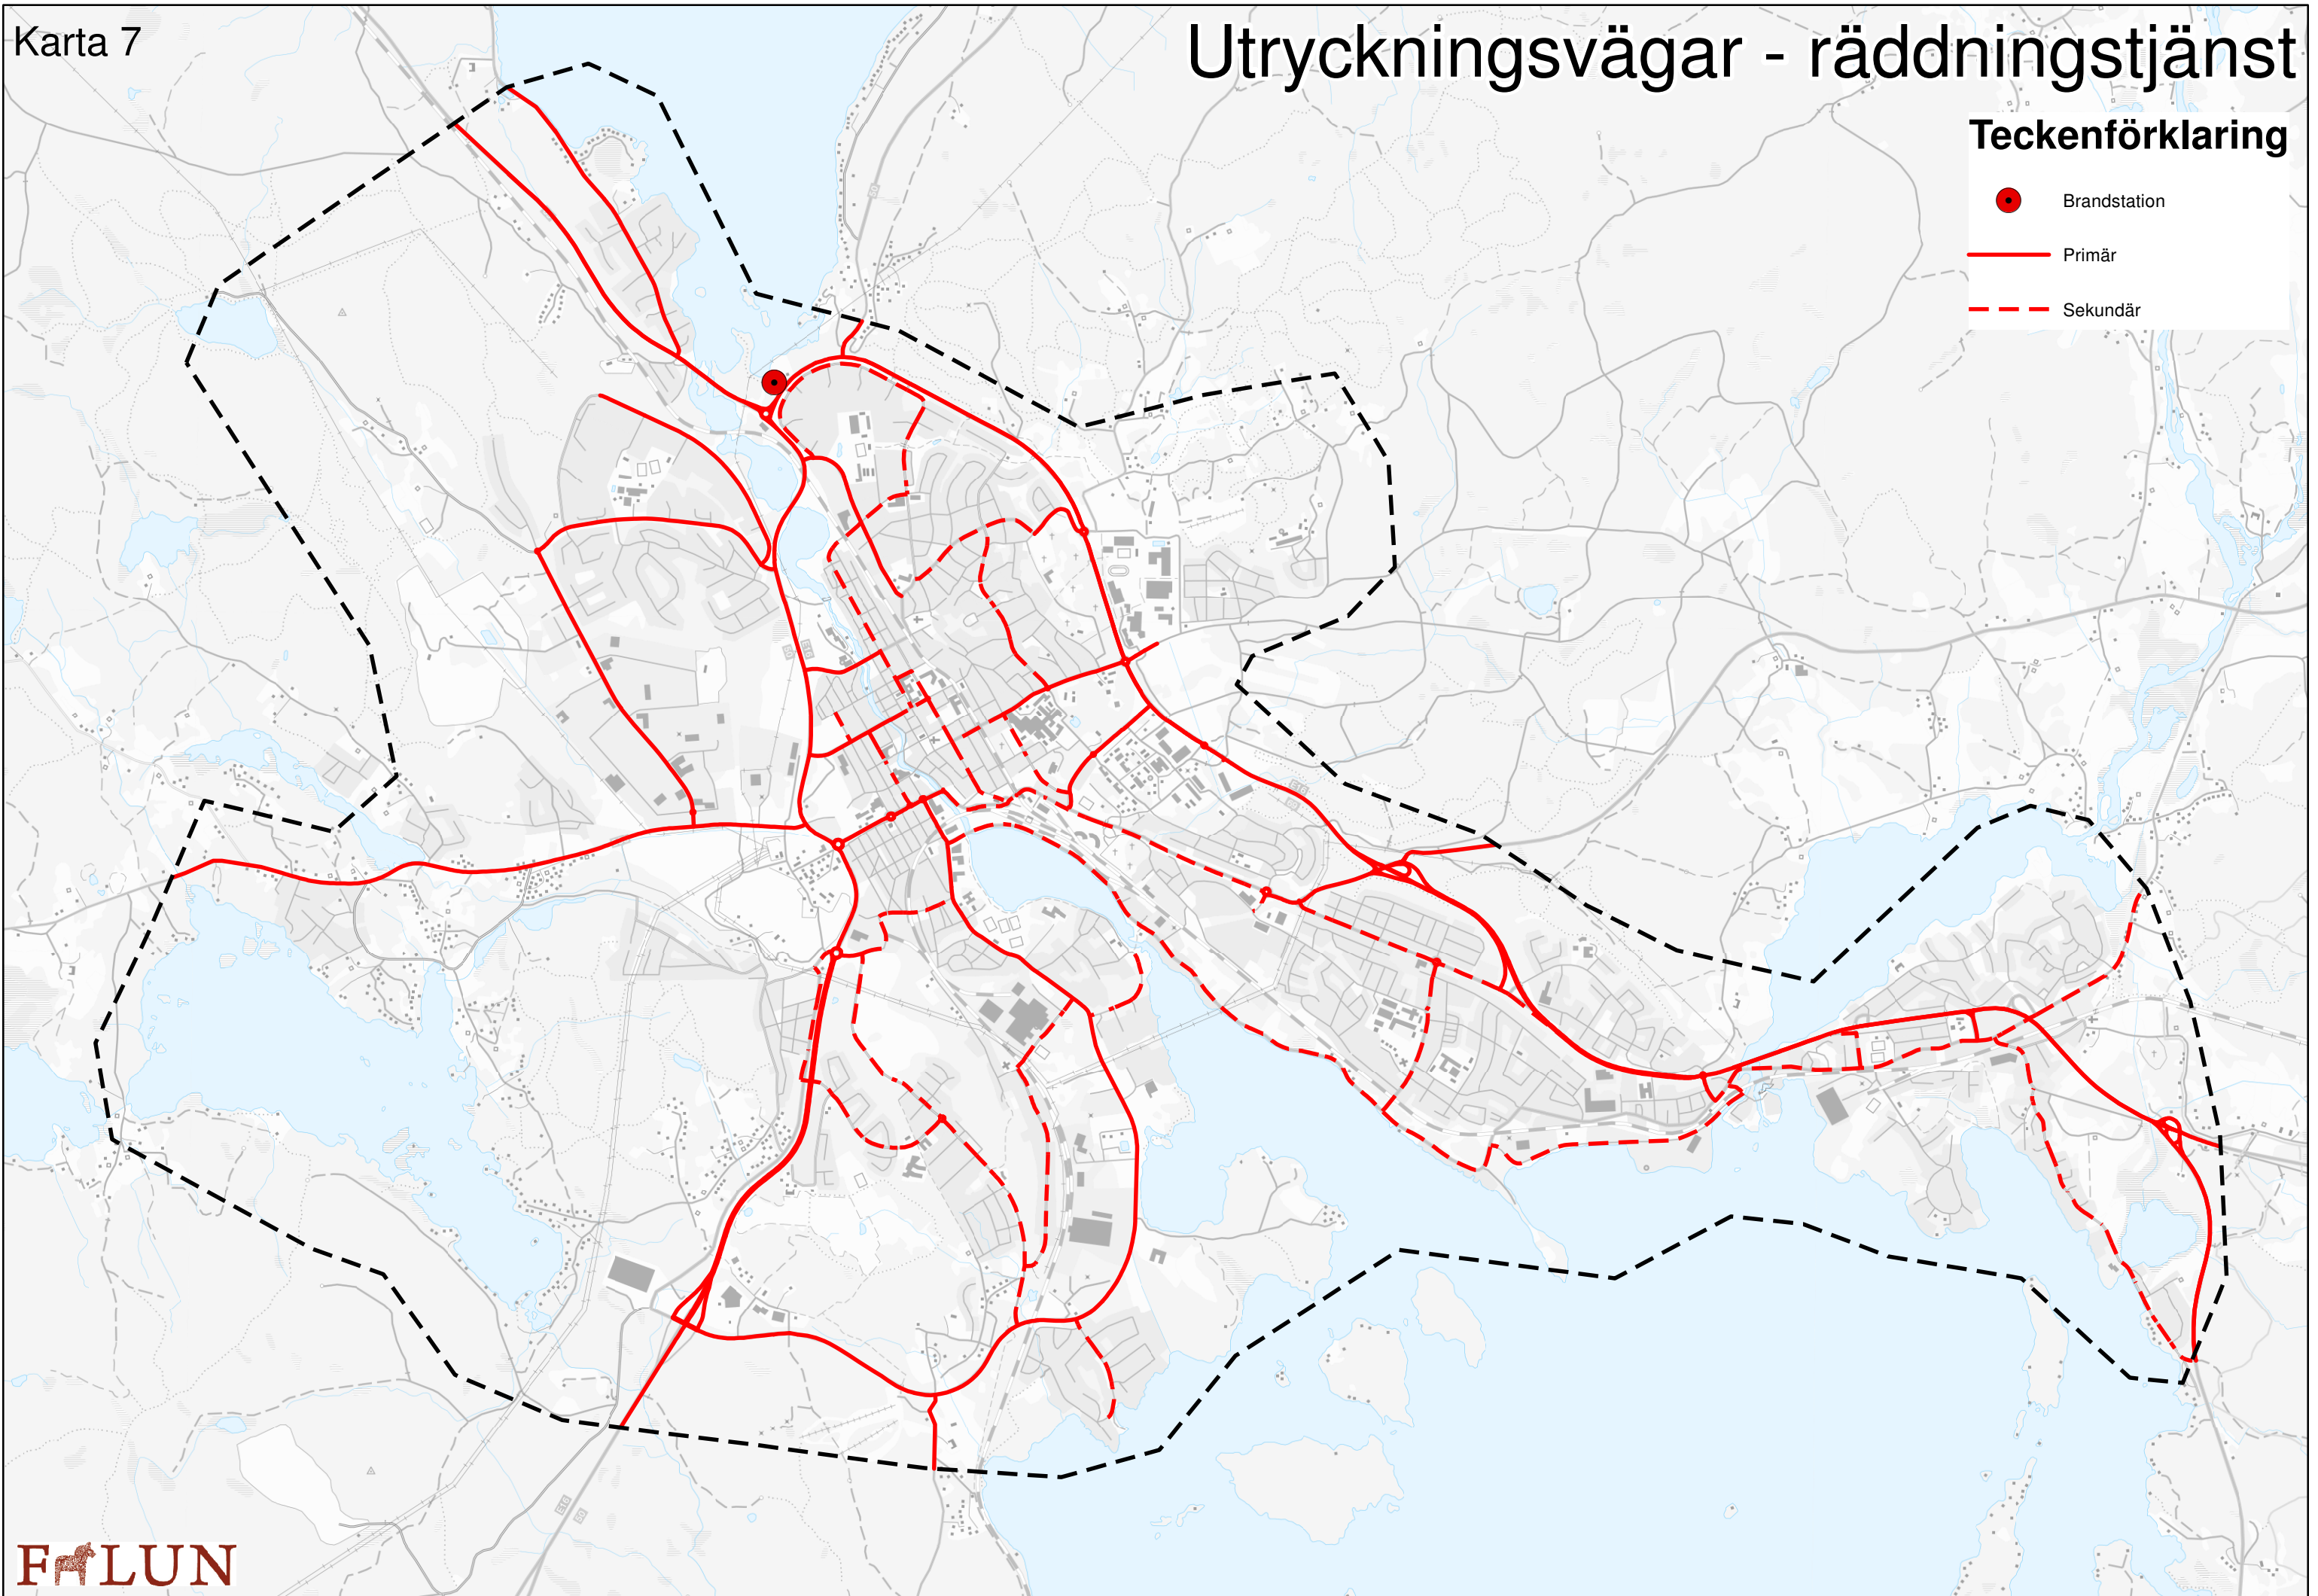 Karta 7
Utryckningsvägar - räddningstjänst
Teckenförklaring
Brandstation
Primär
Sekundär
FALUN